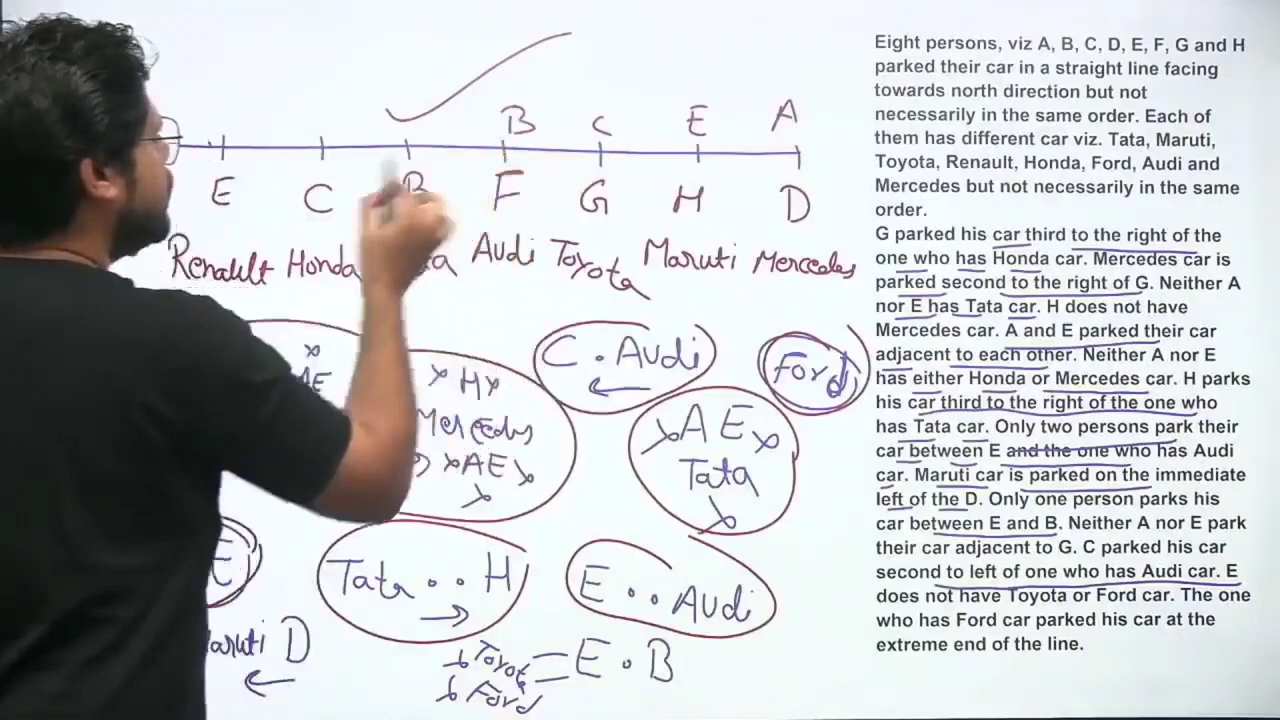 B C E A
E C B F G H D
Renault Honda Audi Toyota Maruti Mercedes
C . Audi
Ford
x
AE
x H x
Mercedes
x AE x
x
x A E x
Tata
x
E
Tata . . H
E . . Audi
D
Toyota
Ford
E . B
Eight persons, viz A, B, C, D, E, F, G and H
parked their car in a straight line facing
towards north direction but not
necessarily in the same order. Each of
them has different car viz. Tata, Maruti,
Toyota, Renault, Honda, Ford, Audi and
Mercedes but not necessarily in the same
order.
G parked his car third to the right of the
one who has Honda car. Mercedes car is
parked second to the right of G. Neither A
nor E has Tata car. H does not have
Mercedes car. A and E parked their car
adjacent to each other. Neither A nor E
has either Honda or Mercedes car. H parks
his car third to the right of the one who
has Tata car. Only two persons park their
car between E and the one who has Audi
car. Maruti car is parked on the immediate
left of the D. Only one person parks his
car between E and B. Neither A nor E park
their car adjacent to G. C parked his car
second to left of one who has Audi car. E
does not have Toyota or Ford car. The one
who has Ford car parked his car at the
extreme end of the line.